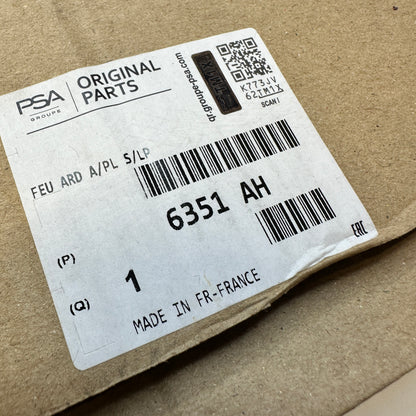 PSA
GROUPE
ORIGINAL
PARTS
qr.groupe-psa.com
K773JV
62TM1X
SCAN!
FEU ARD A/PL S/LP
(P)
6351 AH
(Q)
1
MADE IN FR-FRANCE
EAC